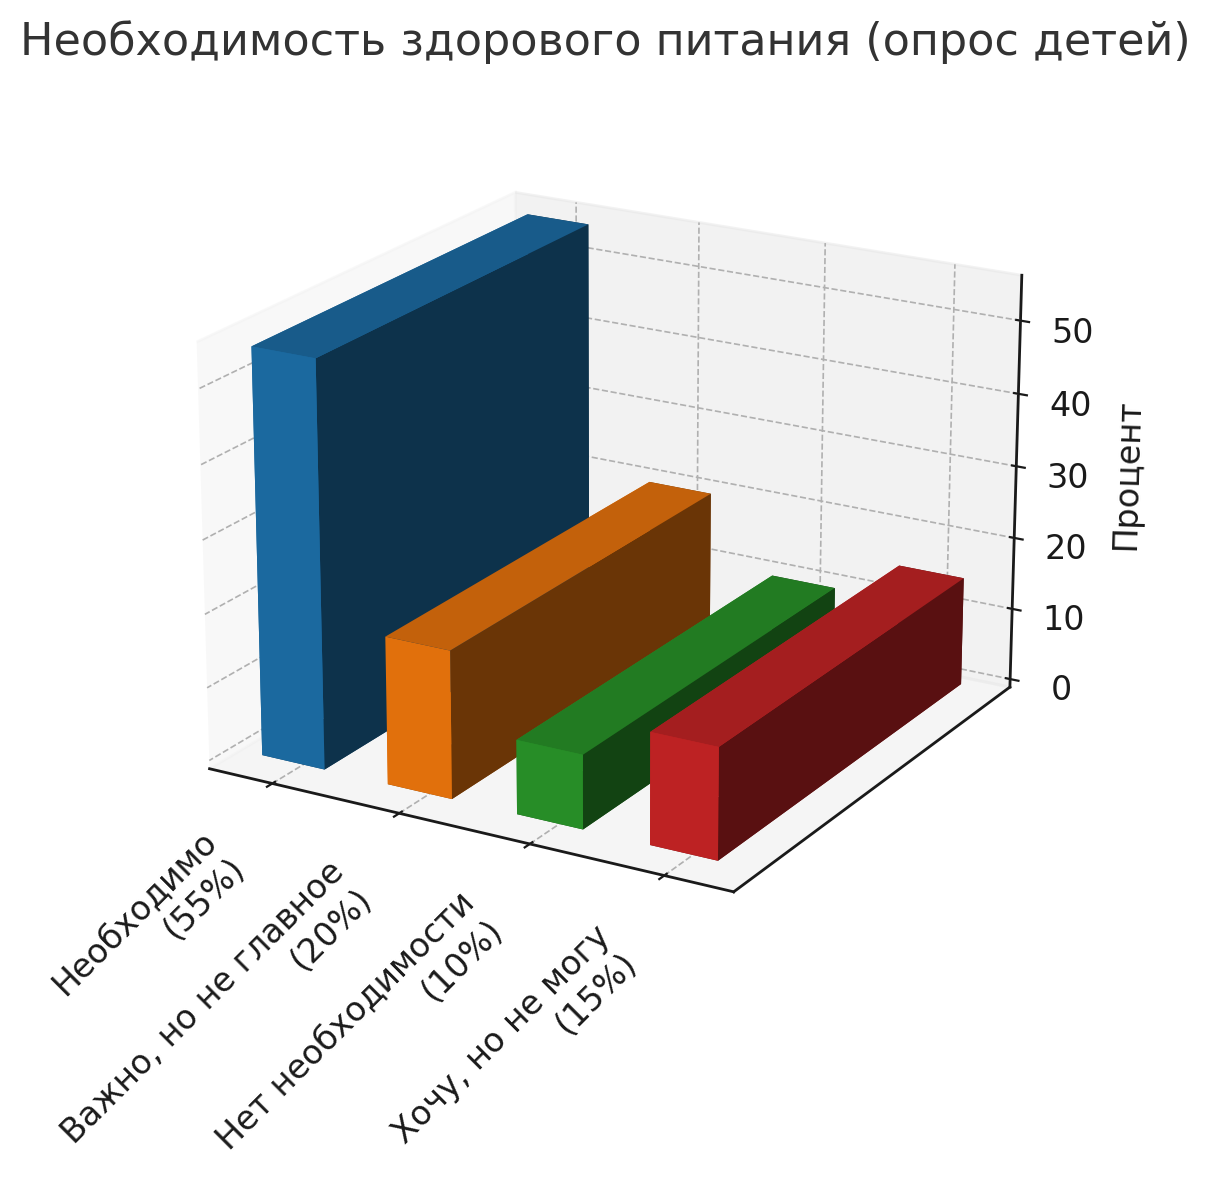 Необходимость здорового питания (опрос детей)
50
40
30
20
10
0
Процент
Необходимо
(55%)
Важно, но не главное
(20%)
Нет необходимости
(10%)
Хочу, но не могу
(15%)